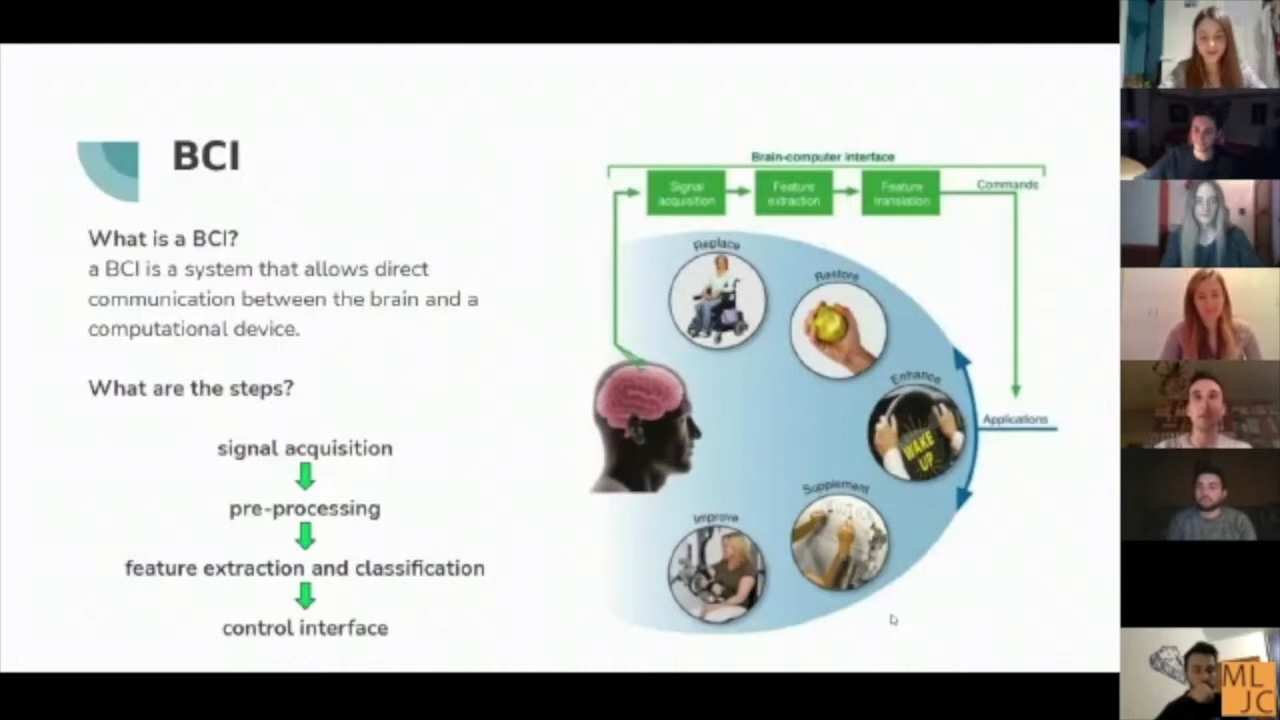 BCI
What is a BCI?
a BCI is a system that allows direct
communication between the brain and a
computational device.
What are the steps?
signal acquisition
pre-processing
feature extraction and classification
control interface
Brain-computer interface
Signal
acquisition
Feature
extraction
Feature
translation
Commands
Replace
Restore
Enhance
WAKE
UP
Applications
Supplement
Improve
ML
JC